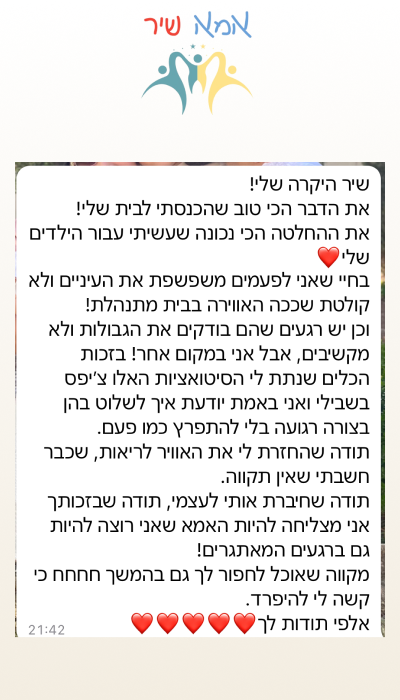 אמא שיר
שיר היקרה שלי!
את הדבר הכי טוב שהכנסתי לבית שלי!
את ההחלטה הכי נכונה שעשיתי עבור הילדים
שלי❤️
בחיי שאני לפעמים משפשפת את העיניים ולא
קולטת שככה האווירה בבית מתנהלת!
וכן יש רגעים שהם בודקים את הגבולות ולא
מקשיבים, אבל אני במקום אחר! בזכות
הכלים שנתת לי הסיטואציות האלו צ׳יפס
בשבילי ואני באמת יודעת איך לשלוט בהן
בצורה רגועה בלי להתפרץ כמו פעם.
תודה שהחזרת לי את האוויר לריאות, שכבר
חשבתי שאין תקווה.
תודה שחיברת אותי לעצמי, תודה שבזכותך
אני מצליחה להיות האמא שאני רוצה להיות
גם ברגעים המאתגרים!
מקווה שאוכל לחפור לך גם בהמשך חחחח כי
קשה לי להיפרד.
אלפי תודות לך❤️❤️❤️❤️❤️
21:42